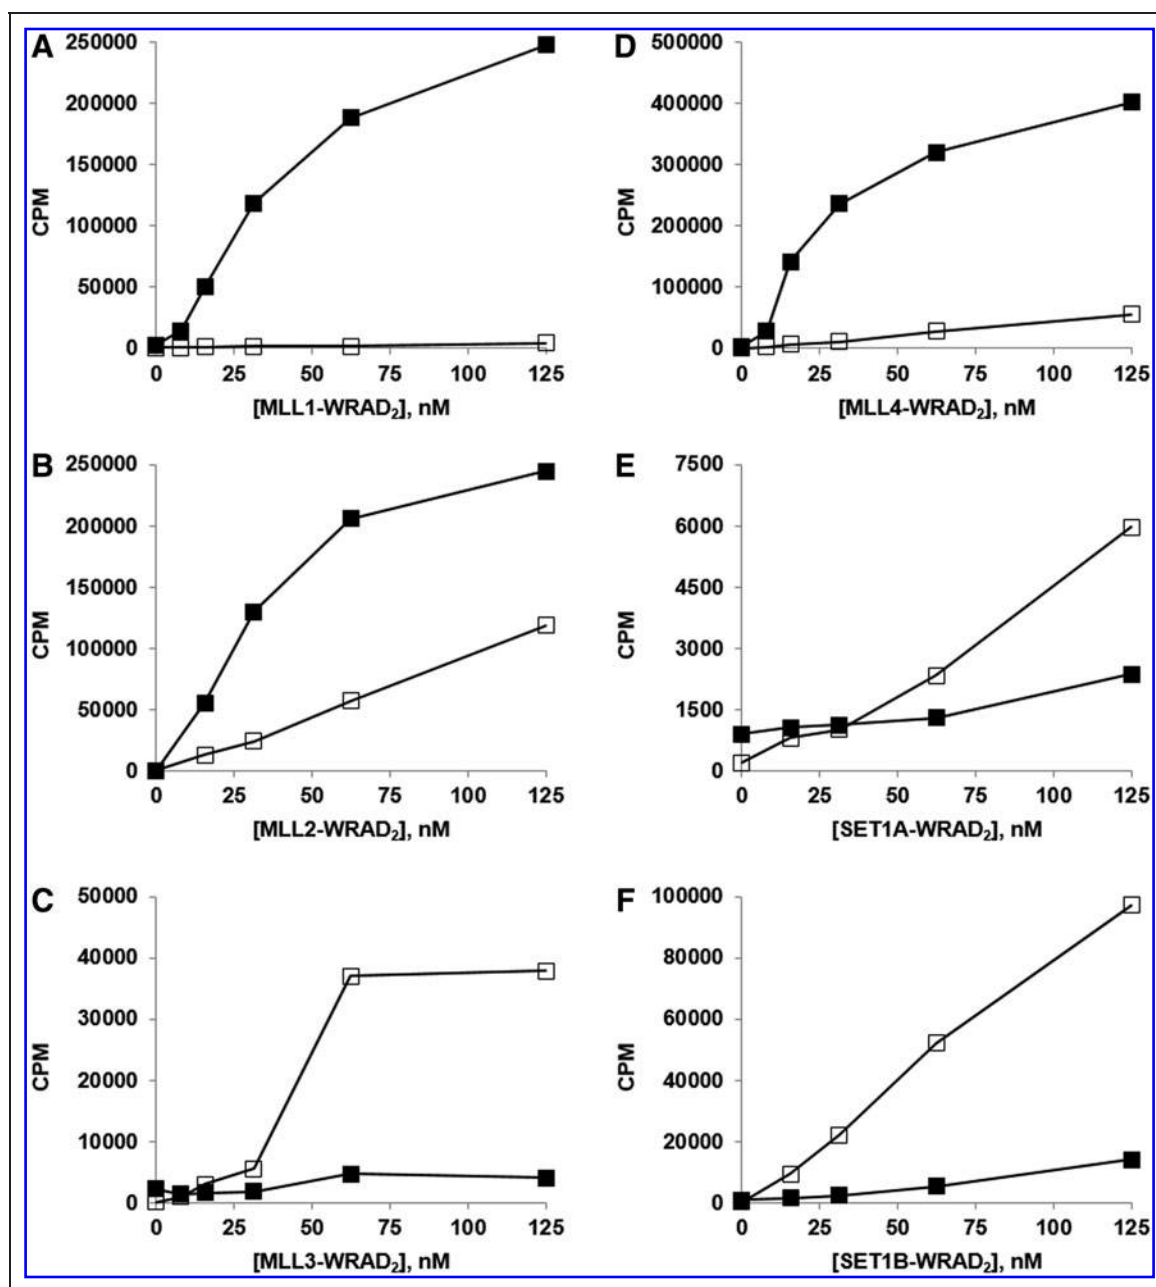 A
250000
200000
150000
100000
50000
0
CPM
0 25 50 75 100 125
[MLL1-WRAD₂], nM
B
250000
200000
150000
100000
50000
0
CPM
0 25 50 75 100 125
[MLL2-WRAD₂], nM
C
50000
40000
30000
20000
10000
0
CPM
0 25 50 75 100 125
[MLL3-WRAD₂], nM
D
500000
400000
300000
200000
100000
0
CPM
0 25 50 75 100 125
[MLL4-WRAD₂], nM
E
7500
6000
4500
3000
1500
0
CPM
0 25 50 75 100 125
[SET1A-WRAD₂], nM
F
100000
80000
60000
40000
20000
0
CPM
0 25 50 75 100 125
[SET1B-WRAD₂], nM